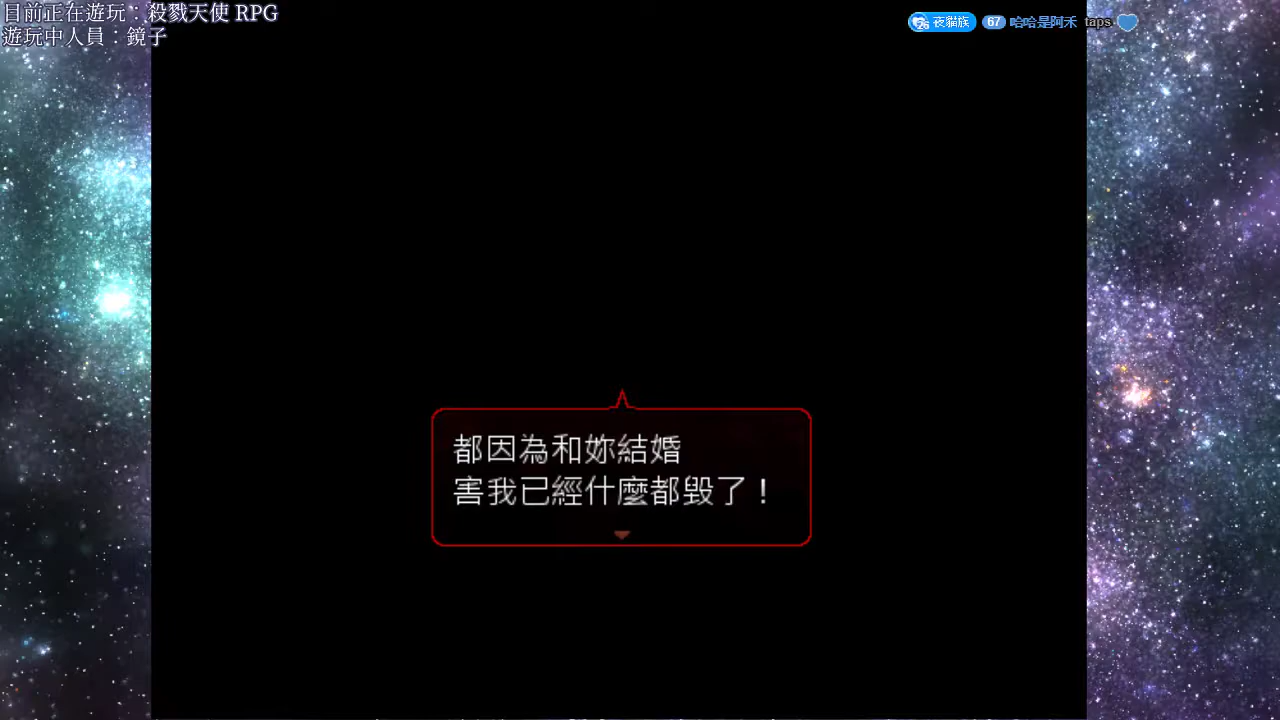 目前正在遊玩：殺戮天使 RPG
遊玩中人員：鏡子
26 夜貓族 67 哈哈是阿禾 taps
都因為和妳結婚
害我已經什麼都毀了！